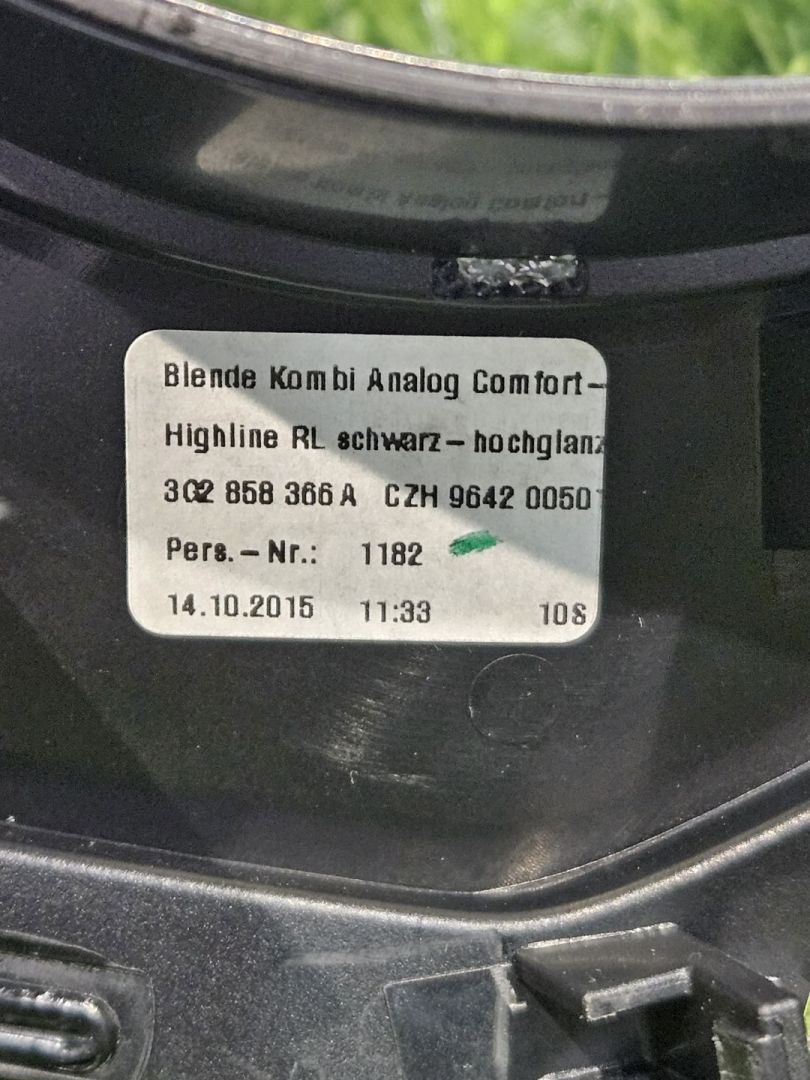 Blende Kombi Analog Comfort-
Highline RL schwarz-hochglanz
3G2 858 366 A CZH 9642 0050
Pers.-Nr.: 1182
14.10.2015 11:33 108